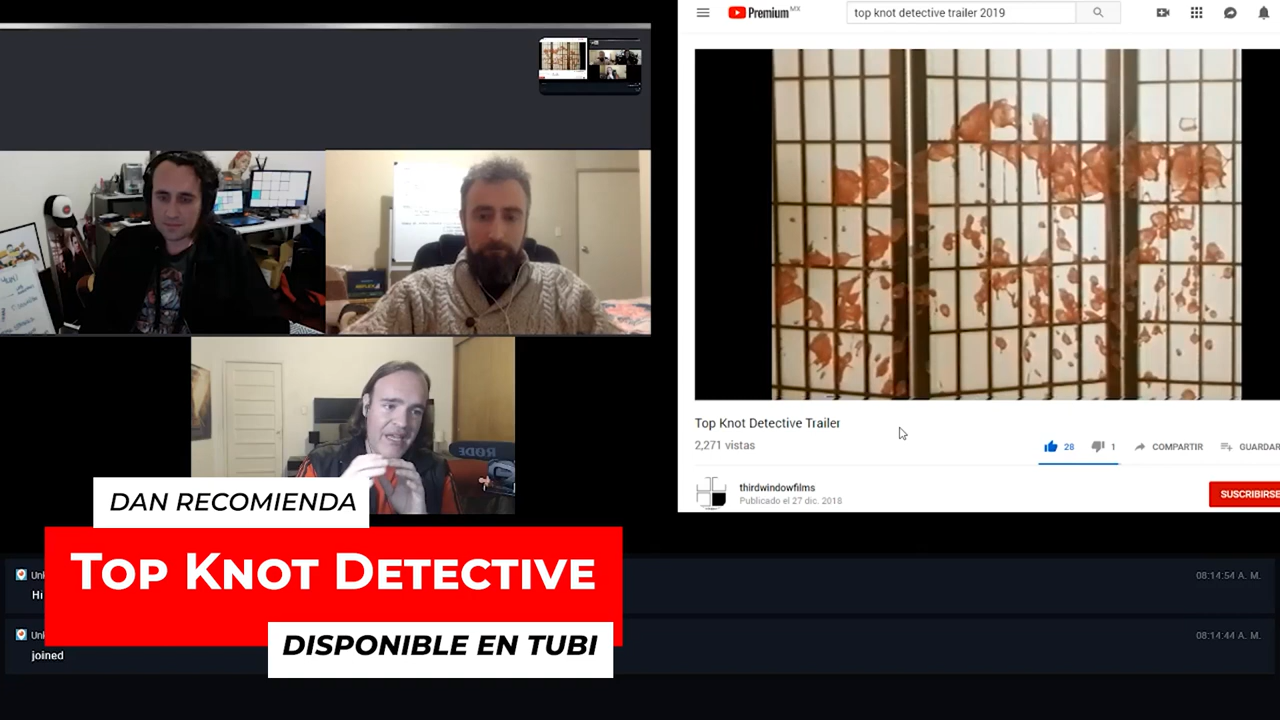 Premium MX
top knot detective trailer 2019
Top Knot Detective Trailer
2,271 vistas
28
1
COMPARTIR
GUARDAR
thirdwindowfilms
Publicado el 27 dic. 2018
SUSCRIBIRSE
RODE
DAN RECOMIENDA
TOP KNOT DETECTIVE
DISPONIBLE EN TUBI
08:14:54 A. M.
Hi
08:14:44 A. M.
joined